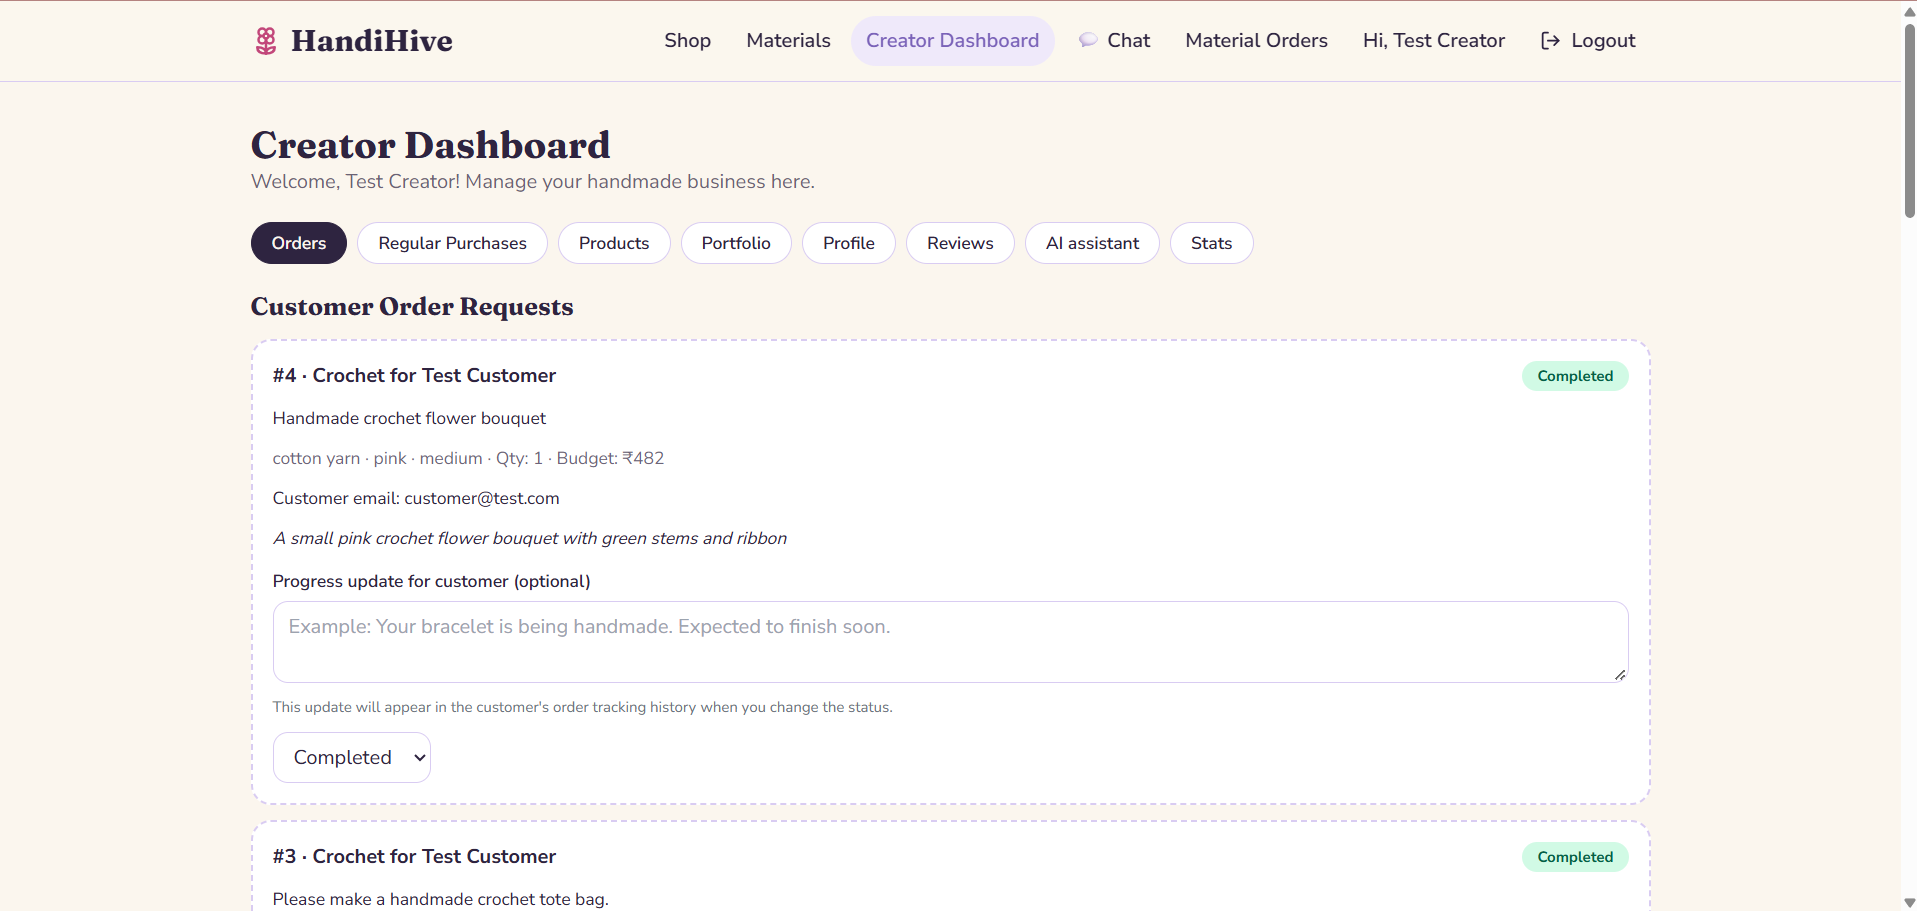 HandiHive
Shop Materials Creator Dashboard Chat Material Orders Hi, Test Creator Logout
Creator Dashboard
Welcome, Test Creator! Manage your handmade business here.
Orders Regular Purchases Products Portfolio Profile Reviews AI assistant Stats
Customer Order Requests
#4 · Crochet for Test Customer Completed
Handmade crochet flower bouquet
cotton yarn · pink · medium · Qty: 1 · Budget: ₹482
Customer email: customer@test.com
A small pink crochet flower bouquet with green stems and ribbon
Progress update for customer (optional)
Example: Your bracelet is being handmade. Expected to finish soon.
This update will appear in the customer's order tracking history when you change the status.
Completed
#3 · Crochet for Test Customer Completed
Please make a handmade crochet tote bag.